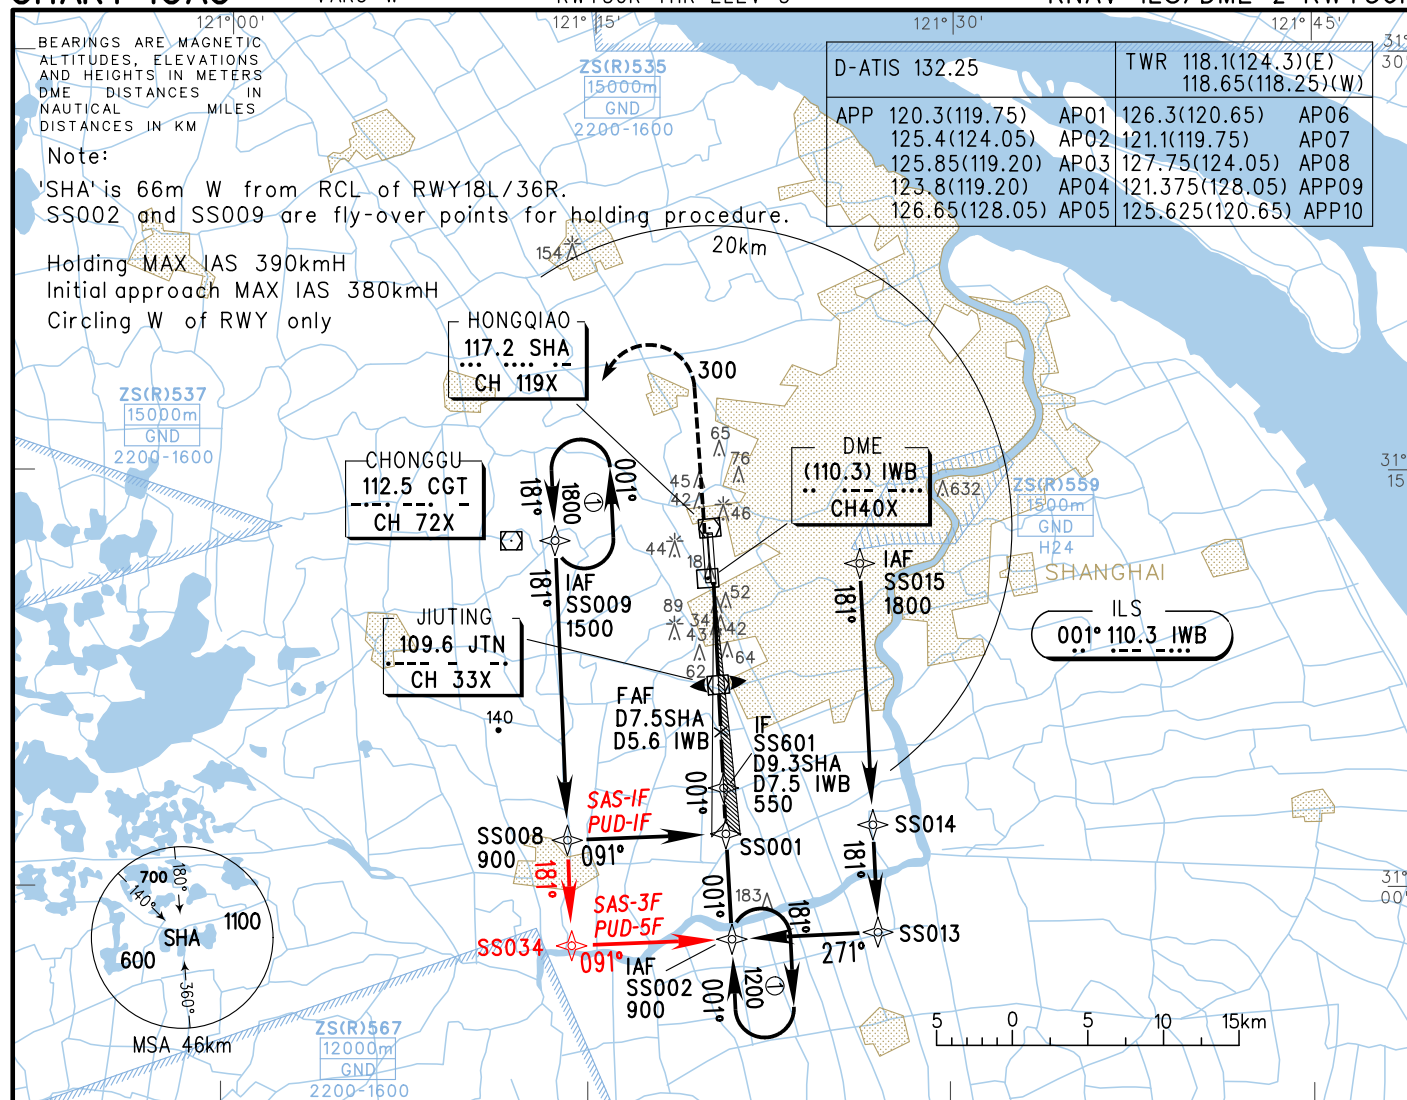 121°00'
121°15'
121°30'
121°45'
BEARINGS ARE MAGNETIC
ALTITUDES, ELEVATIONS
AND HEIGHTS IN METERS
DME DISTANCES IN
NAUTICAL MILES
DISTANCES IN KM
Note:
'SHA' is 66m W from RCL of RWY18L/36R.
SS002 and SS009 are fly-over points for holding procedure.
Holding MAX IAS 390kmH
Initial approach MAX IAS 380kmH
Circling W of RWY only
ZS(R)535
15000m
GND
2200-1600
D-ATIS 132.25
TWR 118.1(124.3)(E)
118.65(118.25)(W)
APP 120.3(119.75) AP01 126.3(120.65) AP06
125.4(124.05) AP02 121.1(119.75) AP07
125.85(119.20) AP03 127.75(124.05) AP08
123.8(119.20) AP04 121.375(128.05) APP09
126.65(128.05) AP05 125.625(120.65) APP10
31°
30'
154
20km
HONGQIAO
117.2 SHA
CH 119X
300
ZS(R)537
15000m
GND
2200-1600
CHONGGU
112.5 CGT
CH 72X
181°
1800
①
001°
65
76
45
42
46
44
18
DME
(110.3) IWB
CH40X
632
ZS(R)559
1500m
GND
H24
31°
15
SHANGHAI
IAF
SS009
1500
181°
IAF
SS015
1800
181°
ILS
001° 110.3 IWB
JIUTING
109.6 JTN
CH 33X
52
89
34
42
43
64
62
140
FAF
D7.5SHA
D5.6 IWB
IF
SS601
D9.3SHA
D7.5 IWB
550
001°
SAS-1F
PUD-1F
SS008
900
091°
SS001
SS014
181°
181°
SAS-3F
PUD-5F
SS034
091°
001°
183
181°
IAF
SS002
900
001°
1200
①
271°
SS013
31°
00'
700
180°
140°
1100
SHA
600
360°
MSA 46km
ZS(R)567
12000m
GND
2200-1600
5 0 5 10 15km